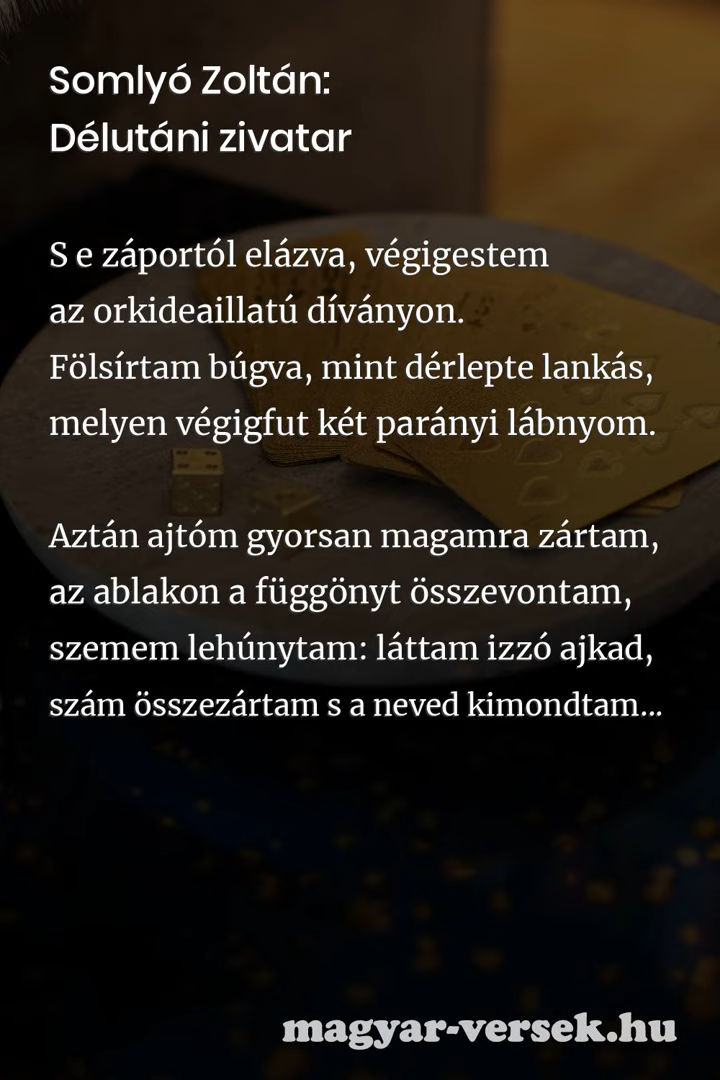 Somlyó Zoltán:
Délutáni zivatar
S e záportól elázva, végigestem
az orkideaillatú díványon.
Fölsírtam búgva, mint dérlepte lankás,
melyen végigfut két parányi lábnyom.
Aztán ajtóm gyorsan magamra zártam,
az ablakon a függönyt összevontam,
szemem lehúnytam: láttam izzó ajkad,
szám összezártam s a neved kimondtam...
magyar-versek.hu